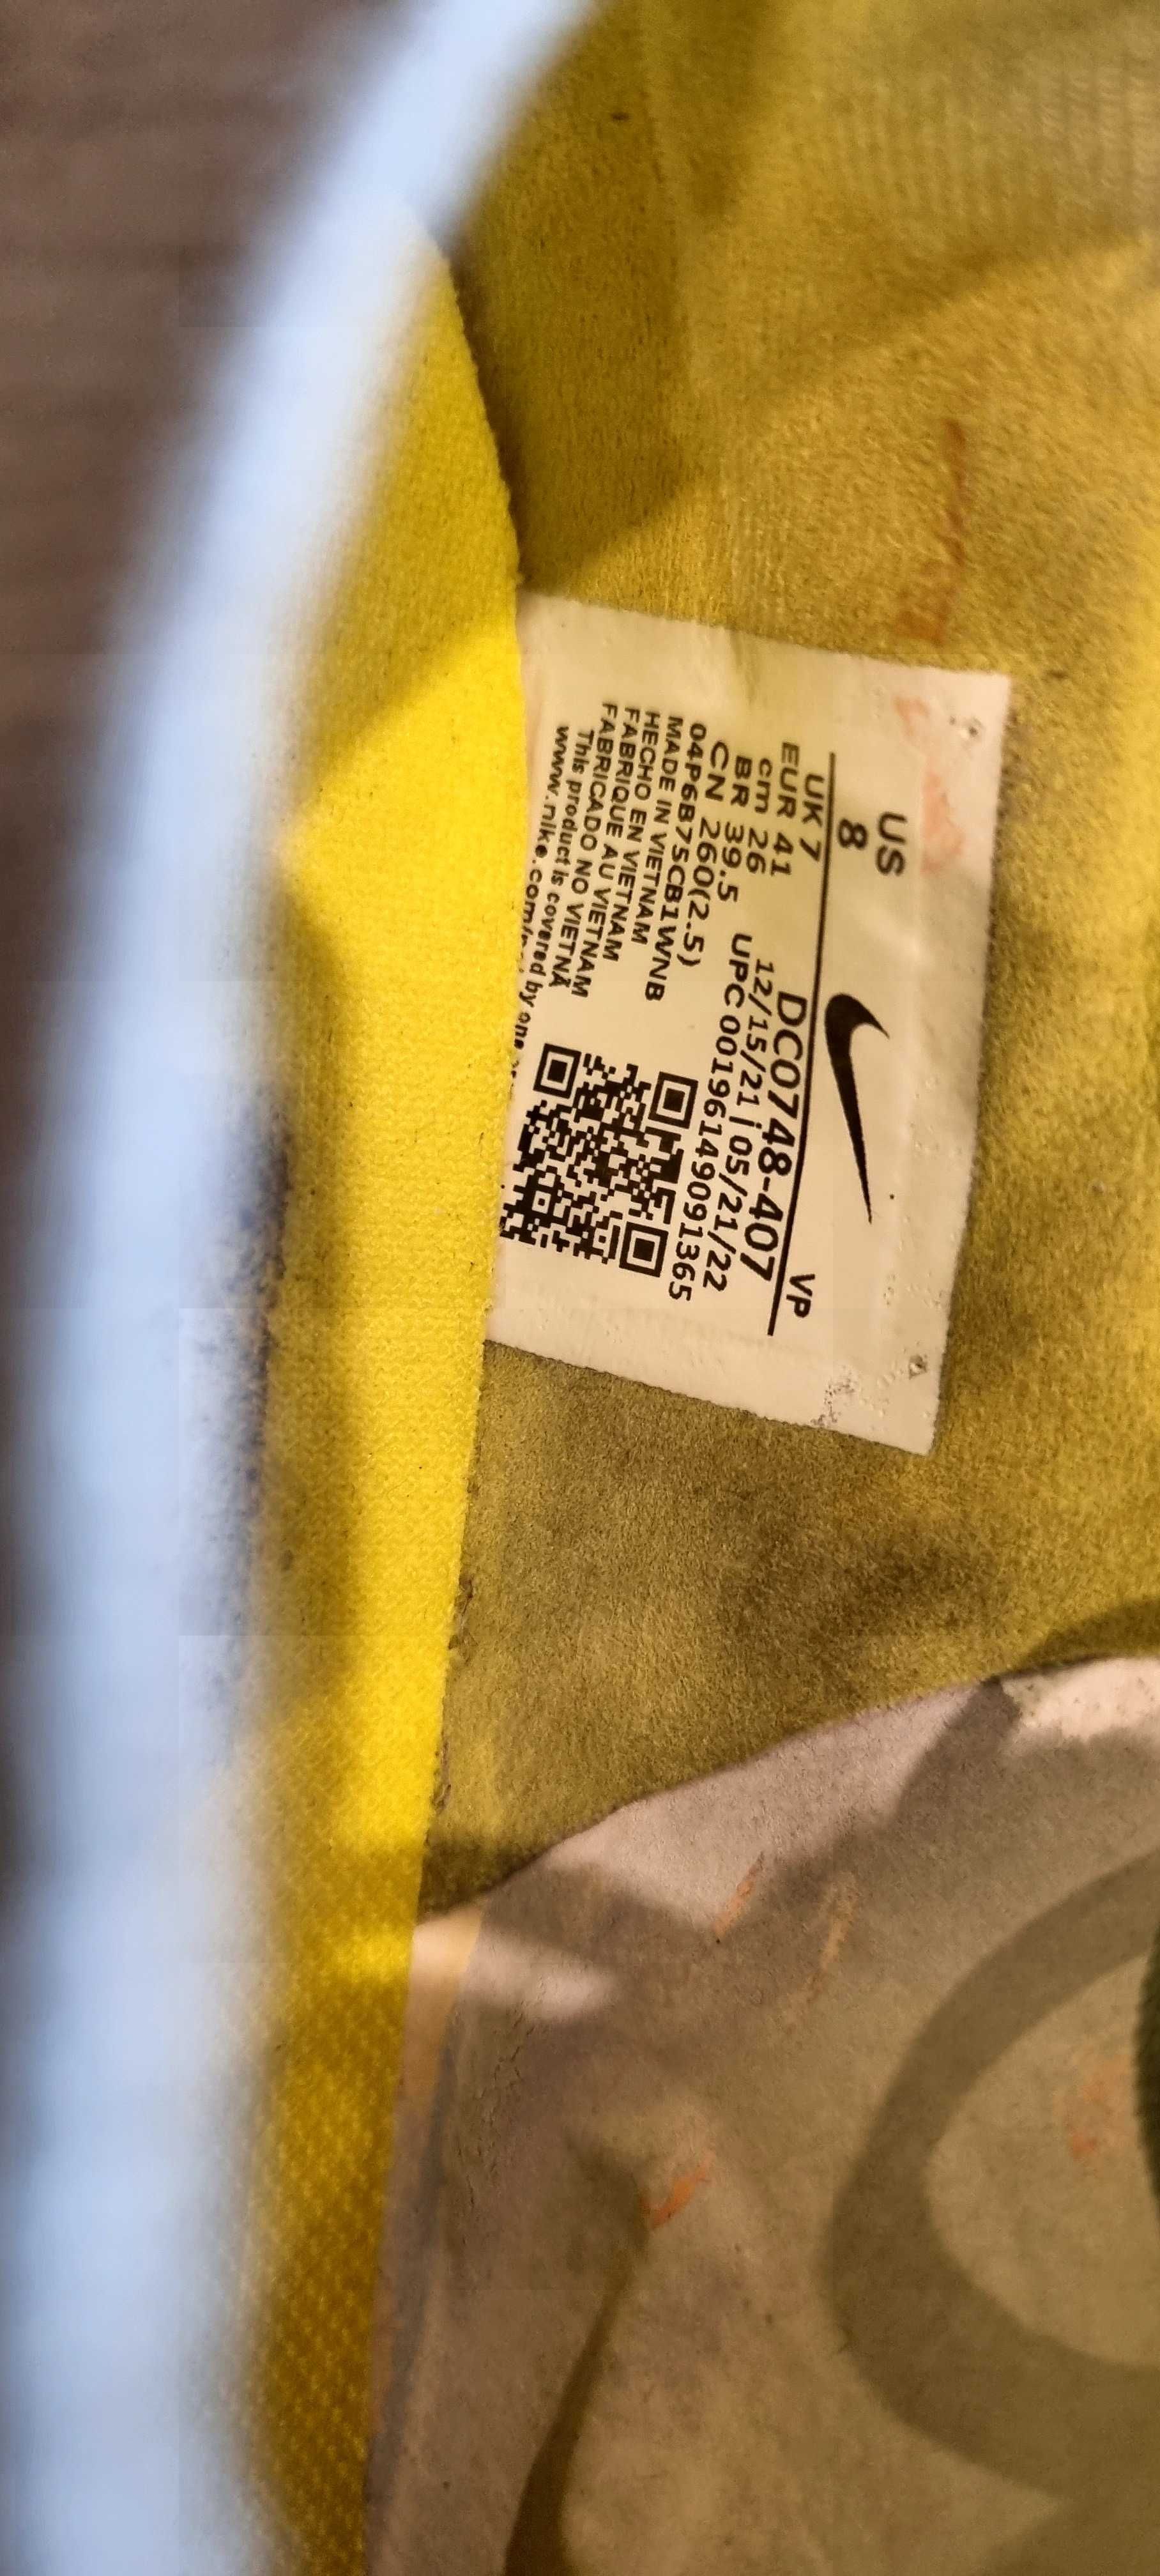 US
8
VP
UK 7
EUR 41
cm 26
BR 39.5
CN 260(2.5)
DC0748-407
12/15/21 | 05/21/22
UPC 00196149091365
04P6B75CB1WNB
MADE IN VIETNAM
HECHO EN VIETNAM
FABRIQUE AU VIETNAM
FABRICADO NO VIETNÃ
This product is covered by one
www.nike.com/